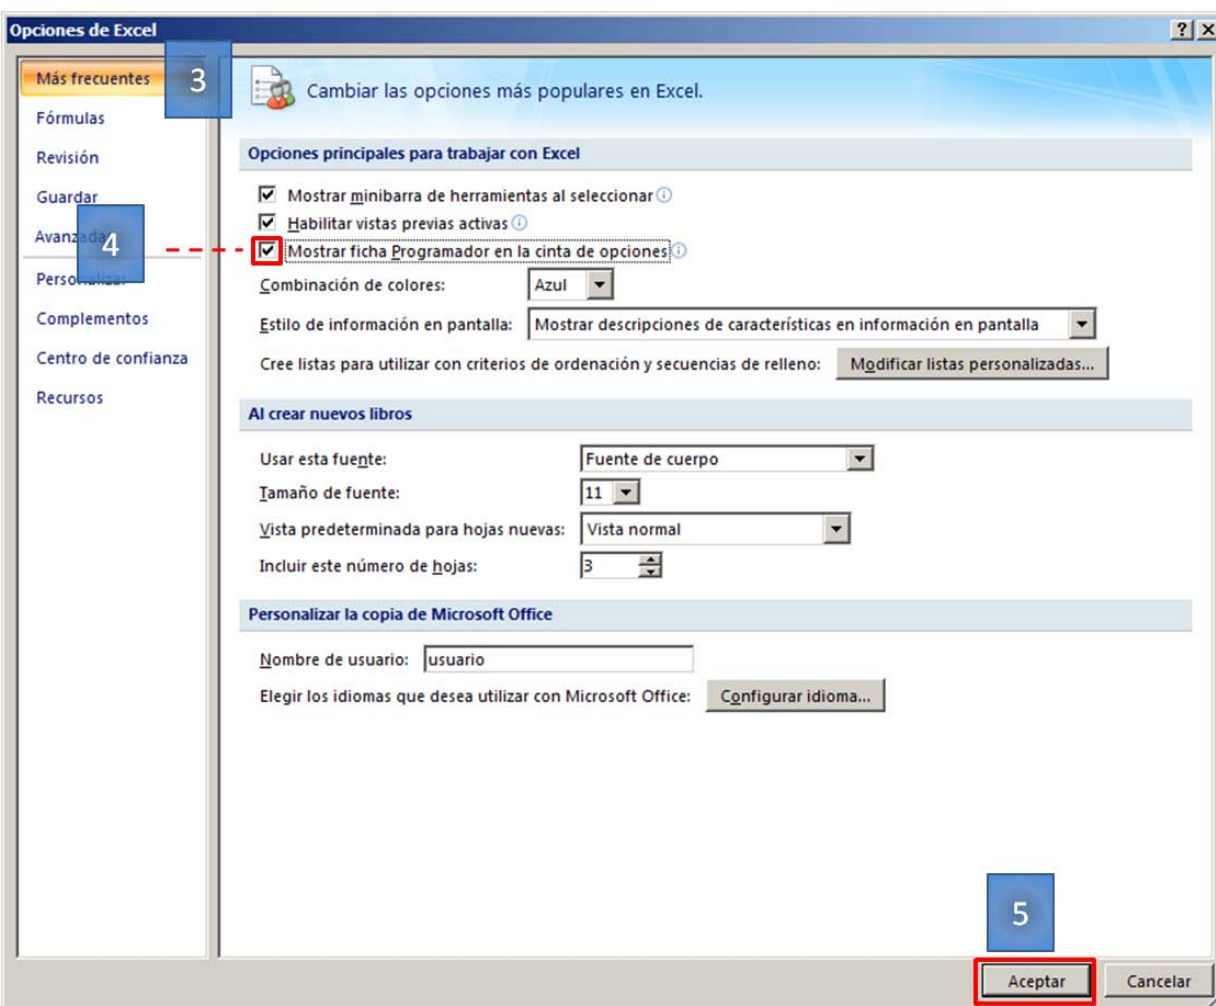 Opciones de Excel
Más frecuentes
3
Fórmulas
Revisión
Guardar
Avanzadas
4
Personalizar
Complementos
Centro de confianza
Recursos
Cambiar las opciones más populares en Excel.
Opciones principales para trabajar con Excel
Mostrar minibarra de herramientas al seleccionar
Habilitar vistas previas activas
Mostrar ficha Programador en la cinta de opciones
Combinación de colores: Azul
Estilo de información en pantalla: Mostrar descripciones de características en información en pantalla
Cree listas para utilizar con criterios de ordenación y secuencias de relleno: Modificar listas personalizadas...
Al crear nuevos libros
Usar esta fuente: Fuente de cuerpo
Tamaño de fuente: 11
Vista predeterminada para hojas nuevas: Vista normal
Incluir este número de hojas: 3
Personalizar la copia de Microsoft Office
Nombre de usuario: usuario
Elegir los idiomas que desea utilizar con Microsoft Office: Configurar idioma...
5
Aceptar Cancelar